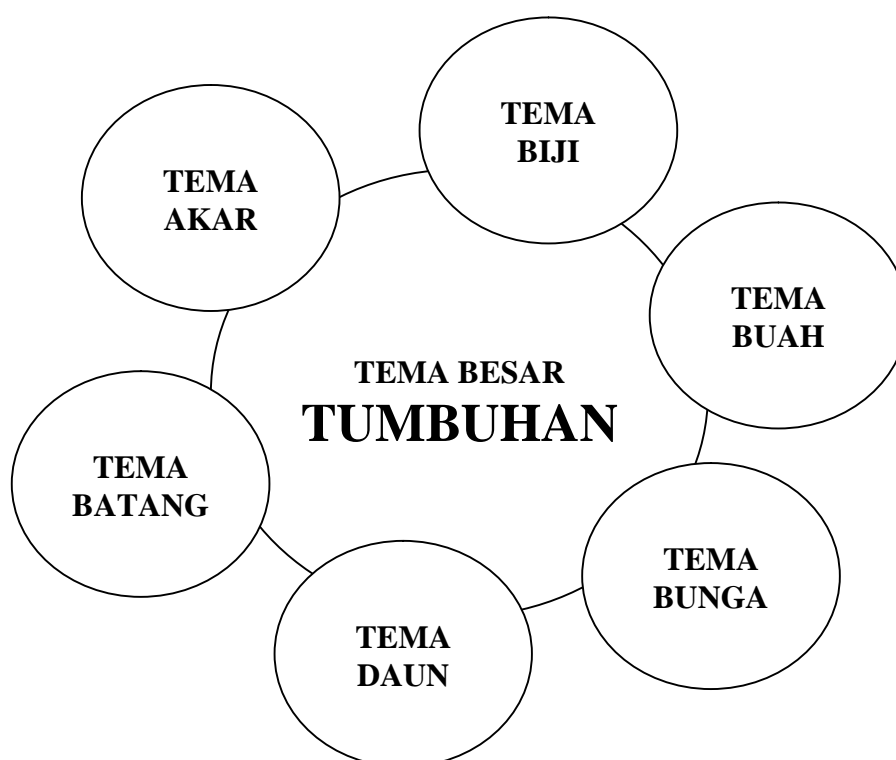 TEMA
BIJI
TEMA
AKAR
TEMA
BUAH
TEMA BESAR
TUMBUHAN
TEMA
BATANG
TEMA
BUNGA
TEMA
DAUN